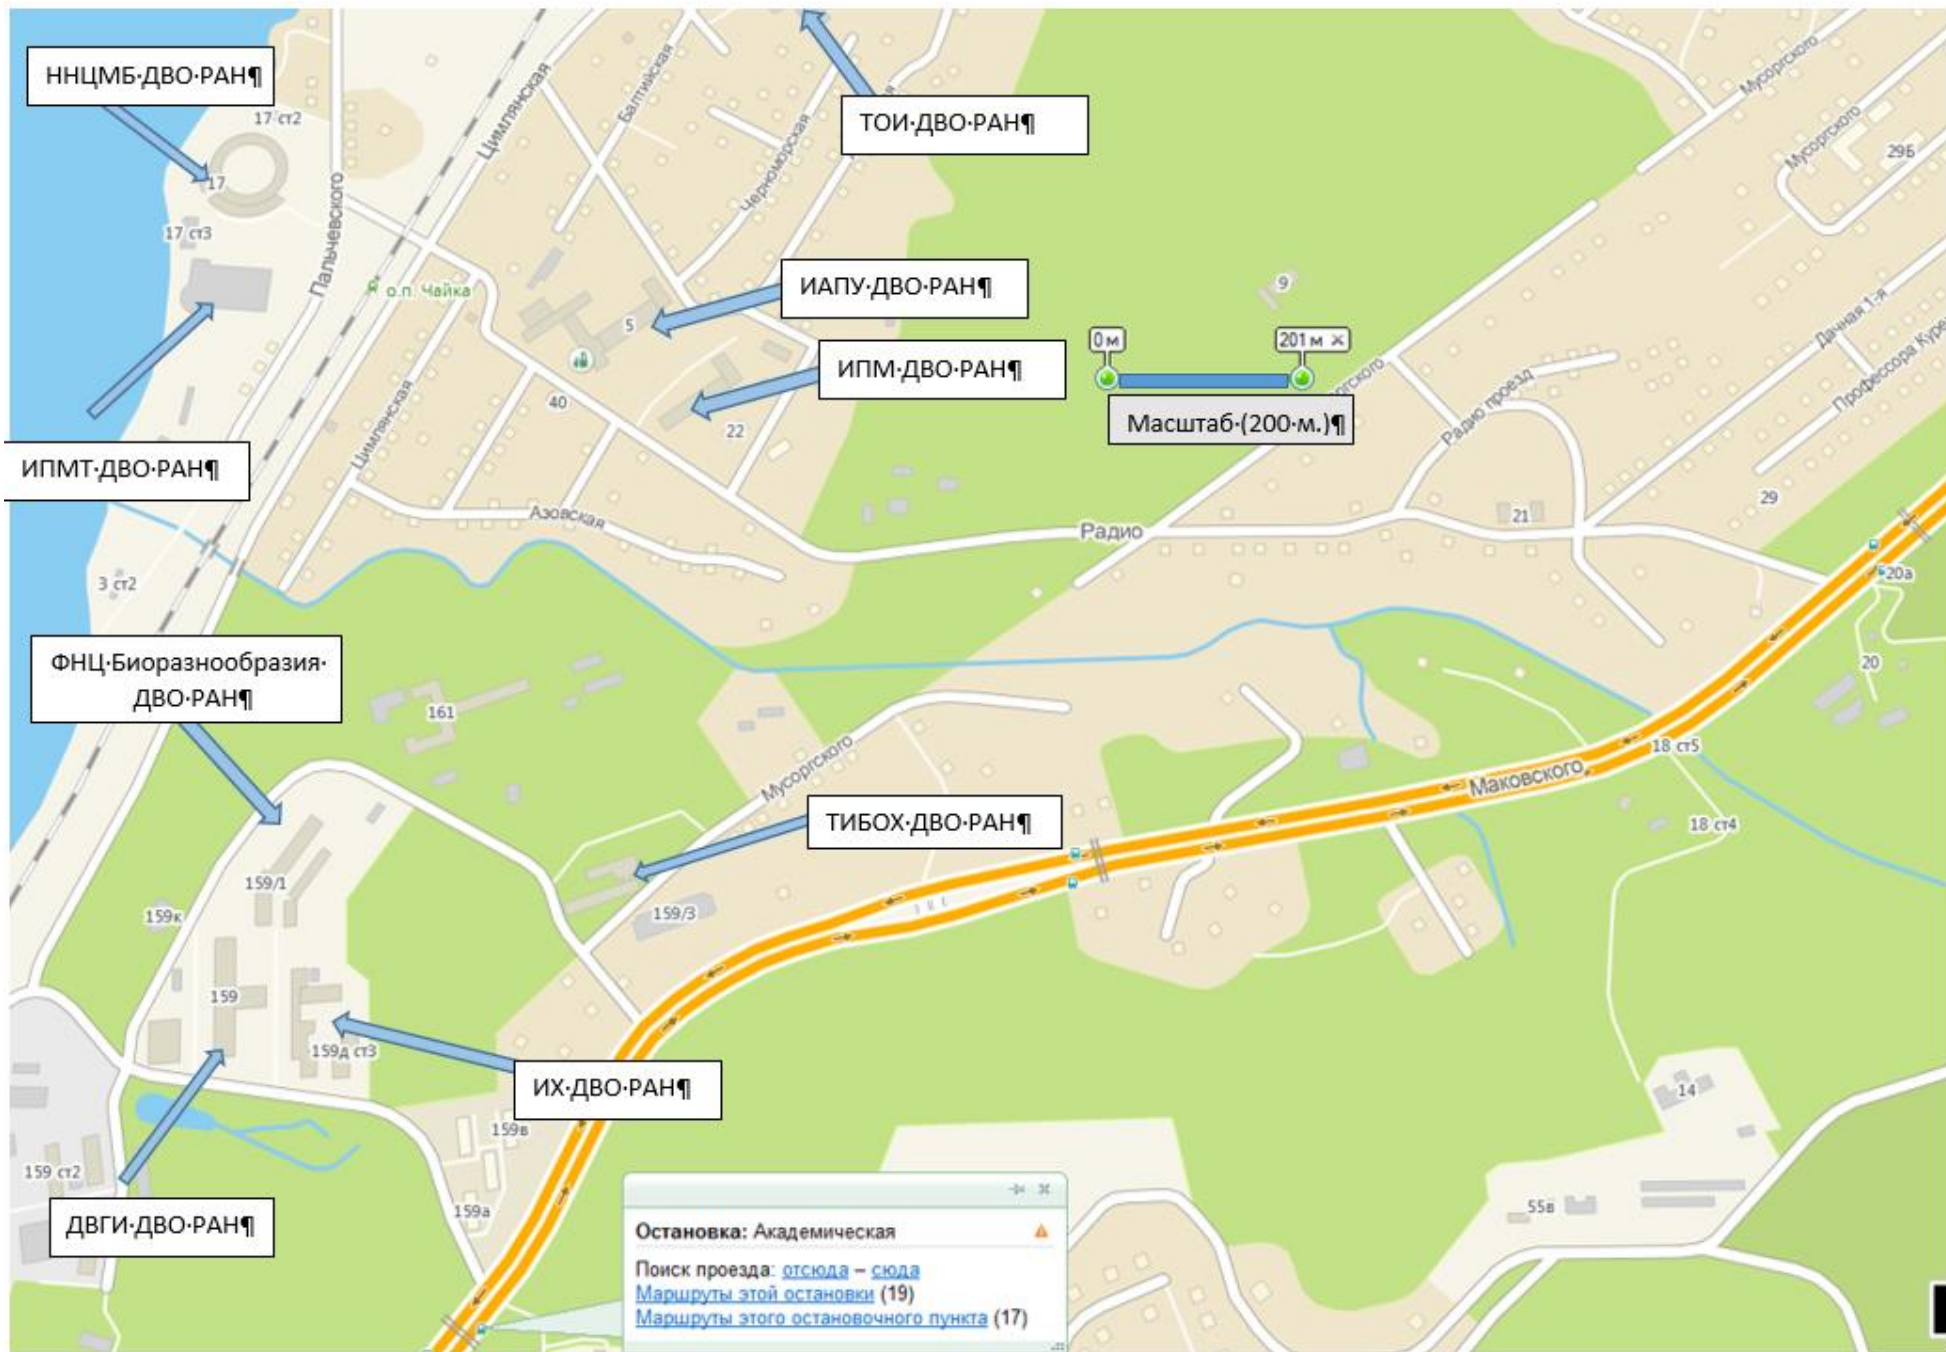 ННЦМБ·ДВО·РАН¶
17 ст2
17
17 ст3
Пальчевского
Цимлянская
Балтийская
Черноморская
ТОИ·ДВО·РАН¶
Мусоргского
Мусоргского
29Б
о.п. Чайка
ИАПУ·ДВО·РАН¶
5
9
0 м
201 м
ИПМ·ДВО·РАН¶
Масштаб·(200·м.)¶
Дачная 1-я
Радио проезд
40
22
Цимлянская
ИПМТ·ДВО·РАН¶
Азовская
Радио
21
29
20а
3 ст2
ФНЦ·Биоразнообразия·
ДВО·РАН¶
161
20
Мусоргского
18 ст5
Маковского
ТИБОХ·ДВО·РАН¶
18 ст4
159/1
159к
159/3
159
159д ст3
ИХ·ДВО·РАН¶
14
159в
159 ст2
159а
ДВГИ·ДВО·РАН¶
55в
Остановка: Академическая
Поиск проезда: отсюда – сюда
Маршруты этой остановки (19)
Маршруты этого остановочного пункта (17)